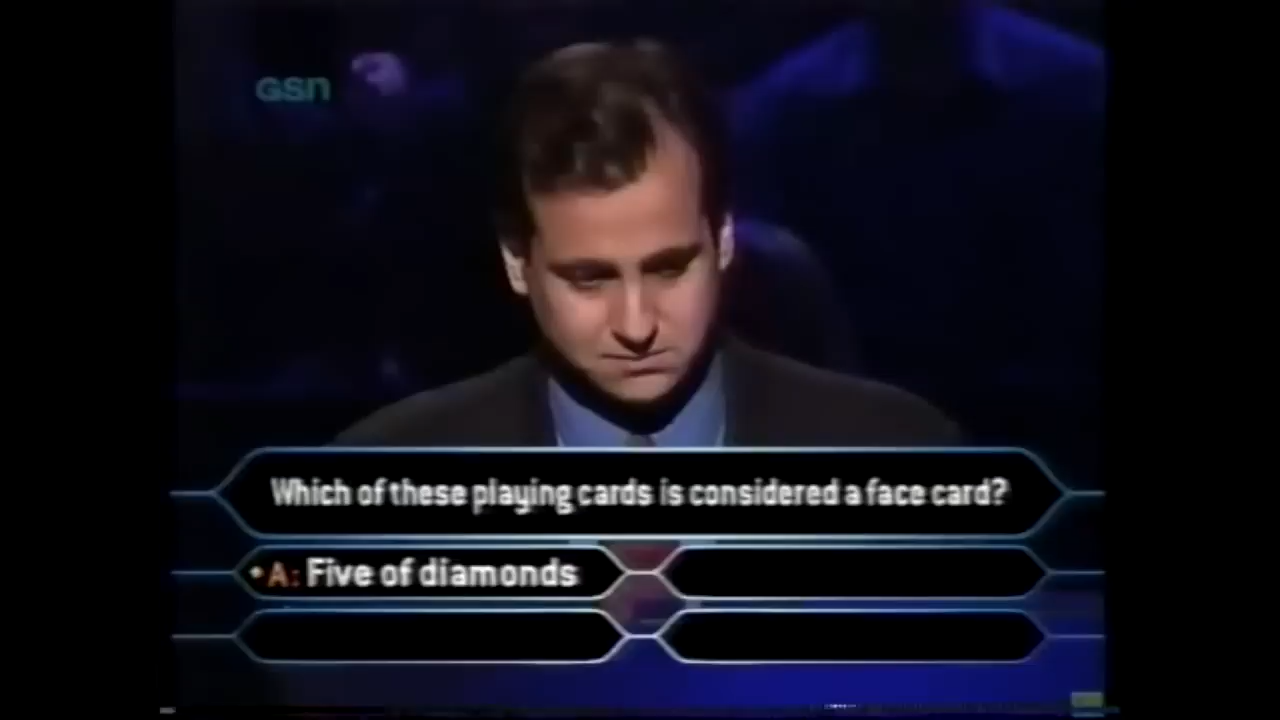 GSN
Which of these playing cards is considered a face card?
A: Five of diamonds